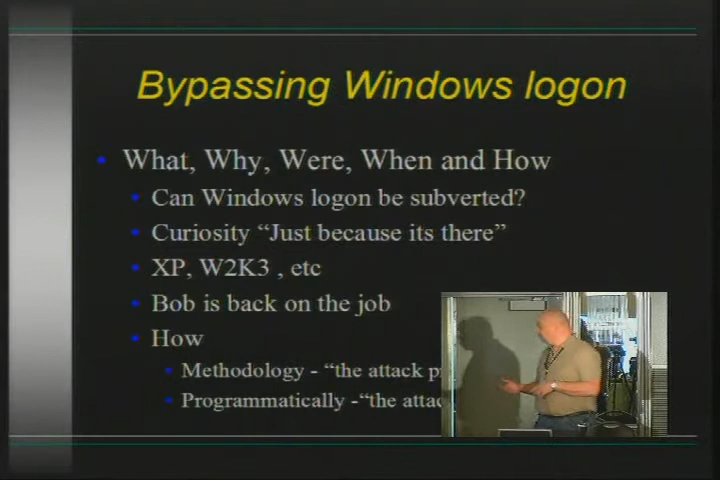 Bypassing Windows logon
What, Why, Were, When and How
Can Windows logon be subverted?
Curiosity “Just because its there”
XP, W2K3 , etc
Bob is back on the job
How
Methodology - “the attack
Programmatically -“the